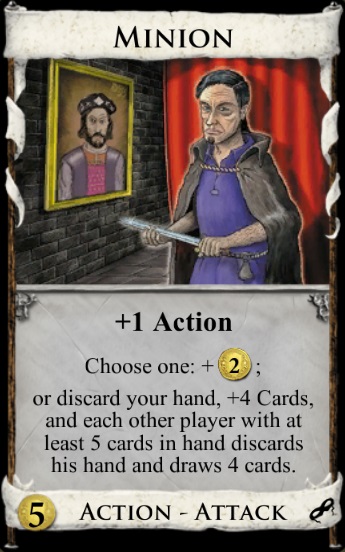 MINION
+1 Action
Choose one: + 2 ;
or discard your hand, +4 Cards,
and each other player with at
least 5 cards in hand discards
his hand and draws 4 cards.
5 ACTION - ATTACK